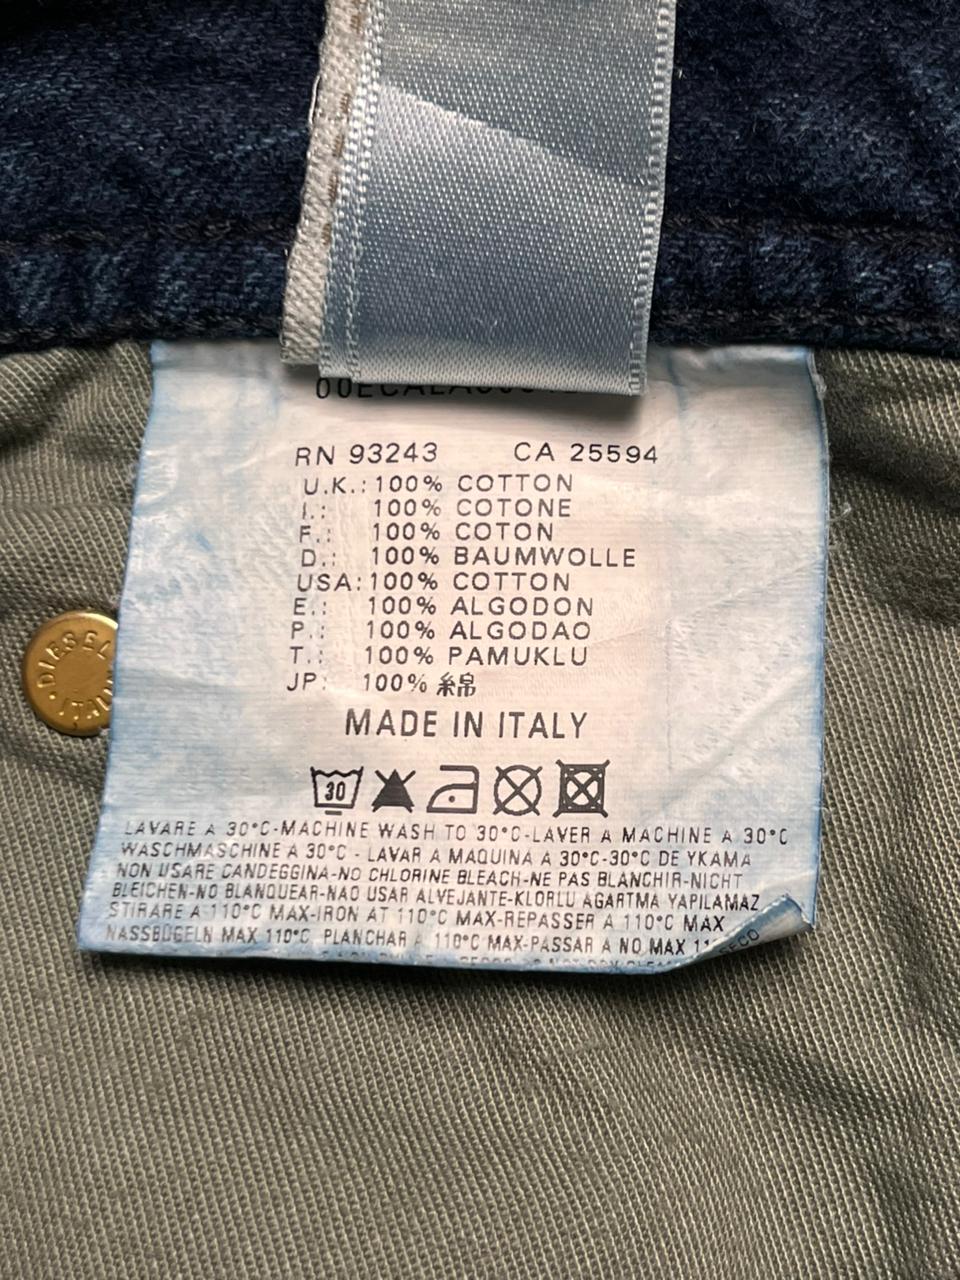 RN 93243 CA 25594
U.K.: 100% COTTON
I.: 100% COTONE
F.: 100% COTON
D.: 100% BAUMWOLLE
USA: 100% COTTON
E.: 100% ALGODON
P.: 100% ALGODAO
T.: 100% PAMUKLU
JP: 100% 綿
MADE IN ITALY
30
LAVARE A 30°C-MACHINE WASH TO 30°C-LAVER A MACHINE A 30°C
WASCHMASCHINE A 30°C - LAVAR A MAQUINA A 30°C-30°C DE YKAMA
NON USARE CANDEGGINA-NO CHLORINE BLEACH-NE PAS BLANCHIR-NICHT
BLEICHEN-NO BLANQUEAR-NAO USAR ALVEJANTE-KLORLU AGARTMA YAPILAMAZ
STIRARE A 110°C MAX-IRON AT 110°C MAX-REPASSER A 110°C MAX
NASSBÜGELN MAX 110°C PLANCHAR A 110°C MAX-PASSAR A NO MAX
DIESEL